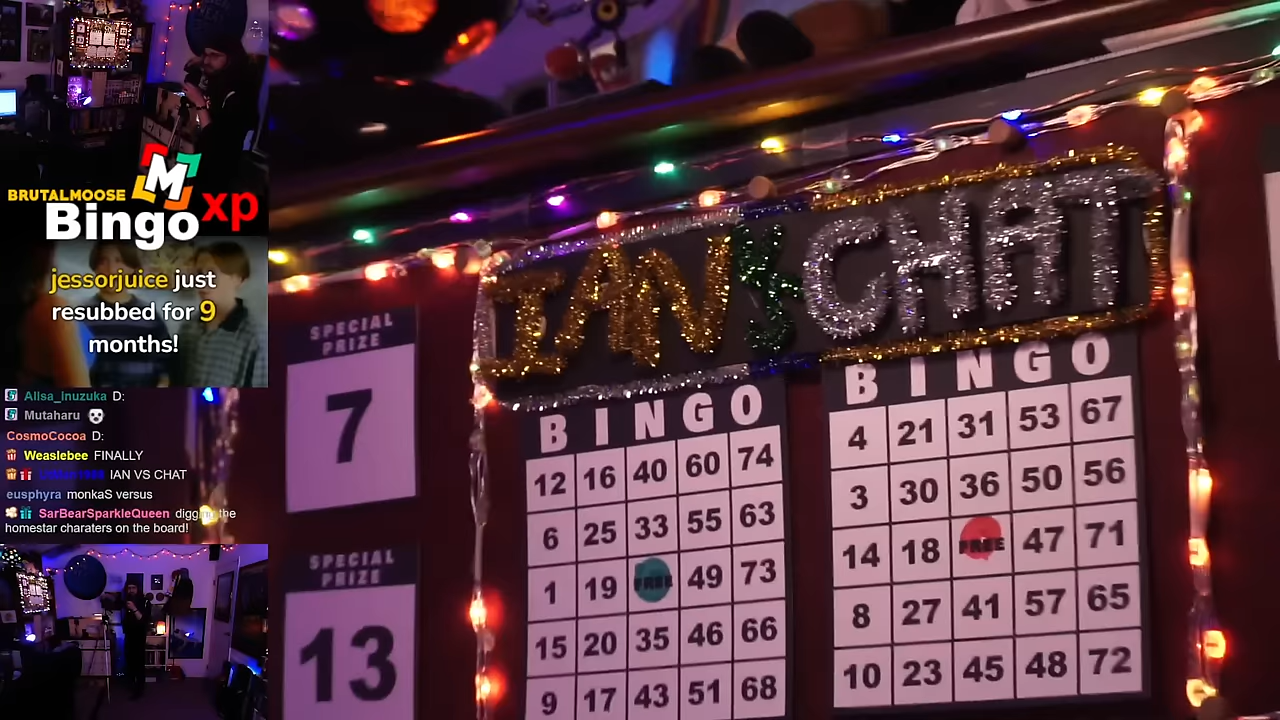 BRUTALMOOSE
M
Bingo xp
jessorjuice just
resubbed for 9
months!
Alisa_Inuzuka D:
Mutaharu
CosmoCocoa D:
Weaslebee FINALLY
IAN VS CHAT
eusphyra monkaS versus
SarBearSparkleQueen digging the
homestar charaters on the board!
SPECIAL
PRIZE
7
SPECIAL
PRIZE
13
IAN VS CHAT
B I N G O
12 16 40 60 74
6 25 33 55 63
1 19 FREE 49 73
15 20 35 46 66
9 17 43 51 68
B I N G O
4 21 31 53 67
3 30 36 50 56
14 18 FREE 47 71
8 27 41 57 65
10 23 45 48 72